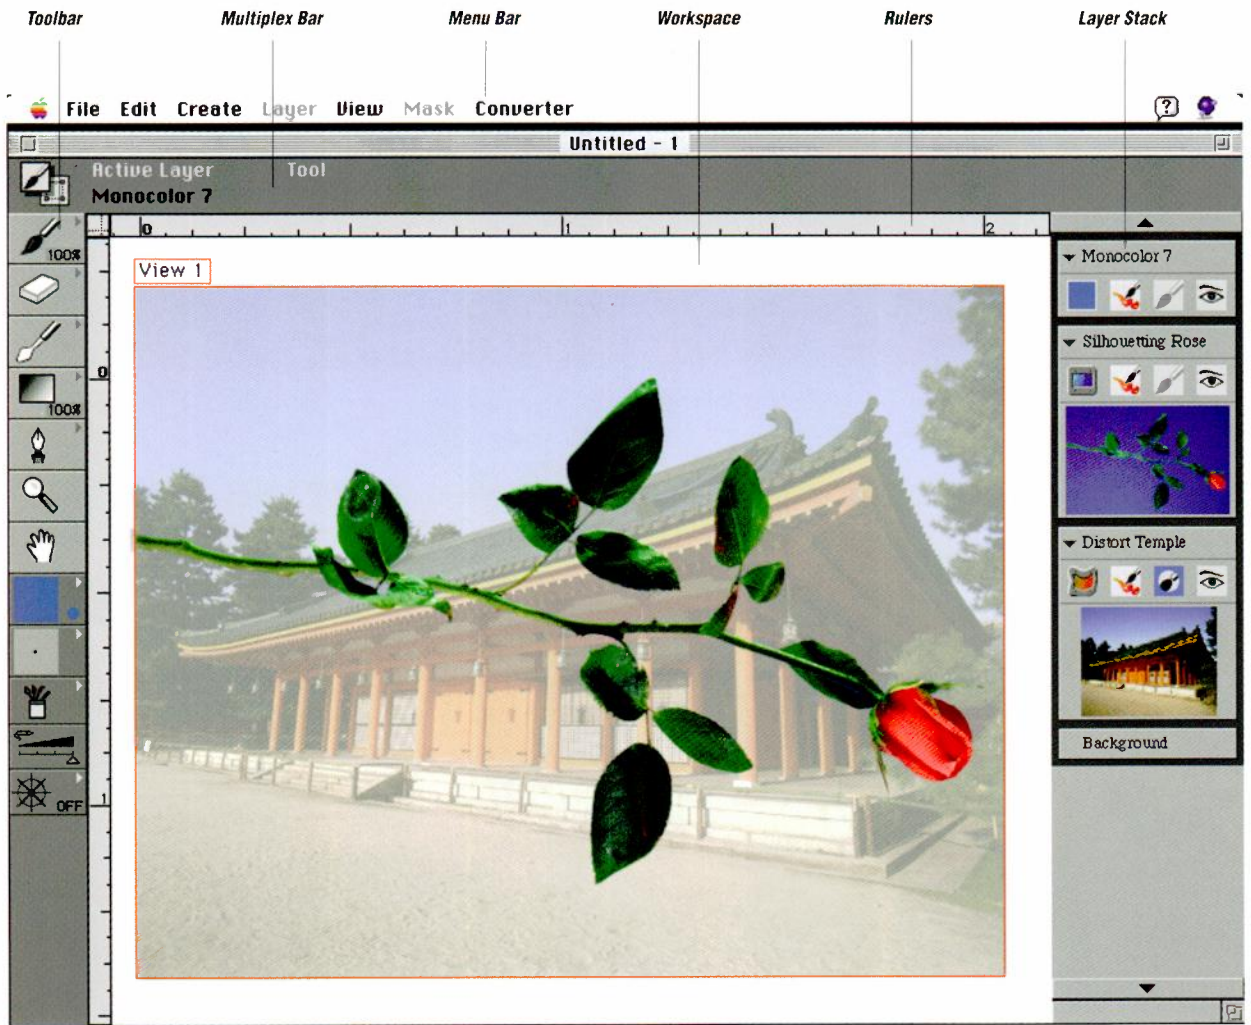 Toolbar Multiplex Bar Menu Bar Workspace Rulers Layer Stack
File Edit Create Layer View Mask Converter
?
Untitled - 1
Active Layer Tool
Monocolor 7
100%
0 1 2
View 1
Monocolor 7
Silhouetting Rose
0
100%
Distort Temple
Background
1
OFF